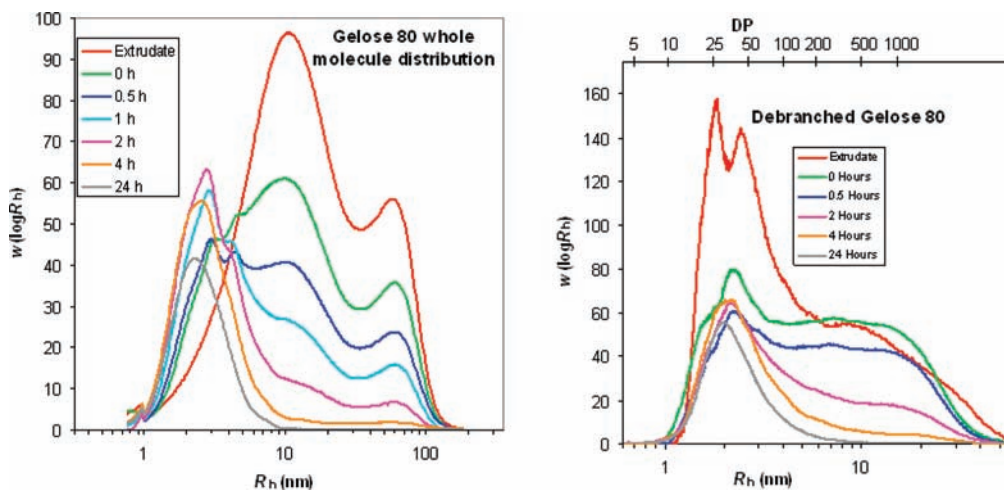 Gelose 80 whole
molecule distribution
Extrudate
0 h
0.5 h
1 h
2 h
4 h
24 h
100
90
80
70
60
50
40
30
20
10
0
w (logRh)
1 10 100
Rh (nm)
DP
5 10 25 50 100 200 500 1000
Debranched Gelose 80
Extrudate
0 Hours
0.5 Hours
2 Hours
4 Hours
24 Hours
160
140
120
100
80
60
40
20
0
w (logRh)
1 10
Rh (nm)